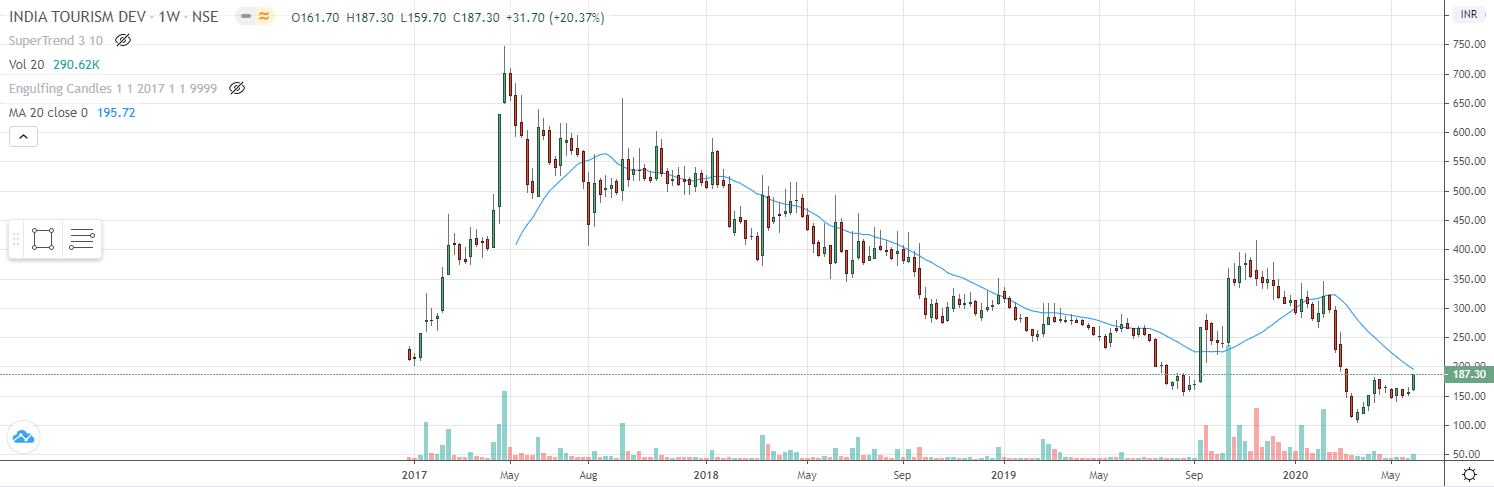 INDIA TOURISM DEV · 1W · NSE O161.70 H187.30 L159.70 C187.30 +31.70 (+20.37%)
INR
SuperTrend 3 10
Vol 20 290.62K
Engulfing Candles 1 1 2017 1 1 9999
MA 20 close 0 195.72
750.00
700.00
650.00
600.00
550.00
500.00
450.00
400.00
350.00
300.00
250.00
200.00
187.30
150.00
100.00
50.00
2017 May Aug 2018 May Sep 2019 May Sep 2020 May